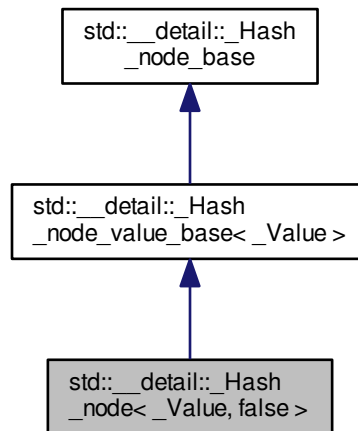 std::__detail::_Hash
_node_base
std::__detail::_Hash
_node_value_base< _Value >
std::__detail::_Hash
_node< _Value, false >